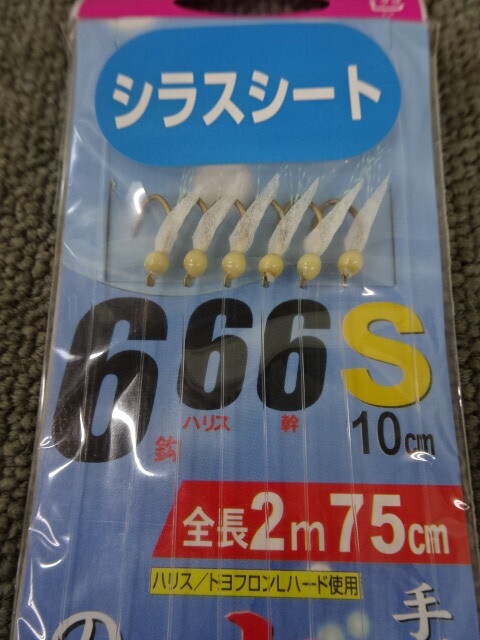 シラスシート
6 6 6 S
鈎 ハリス 幹 10cm
全長2m75cm
ハリス/トヨフロンLハード使用
手
の